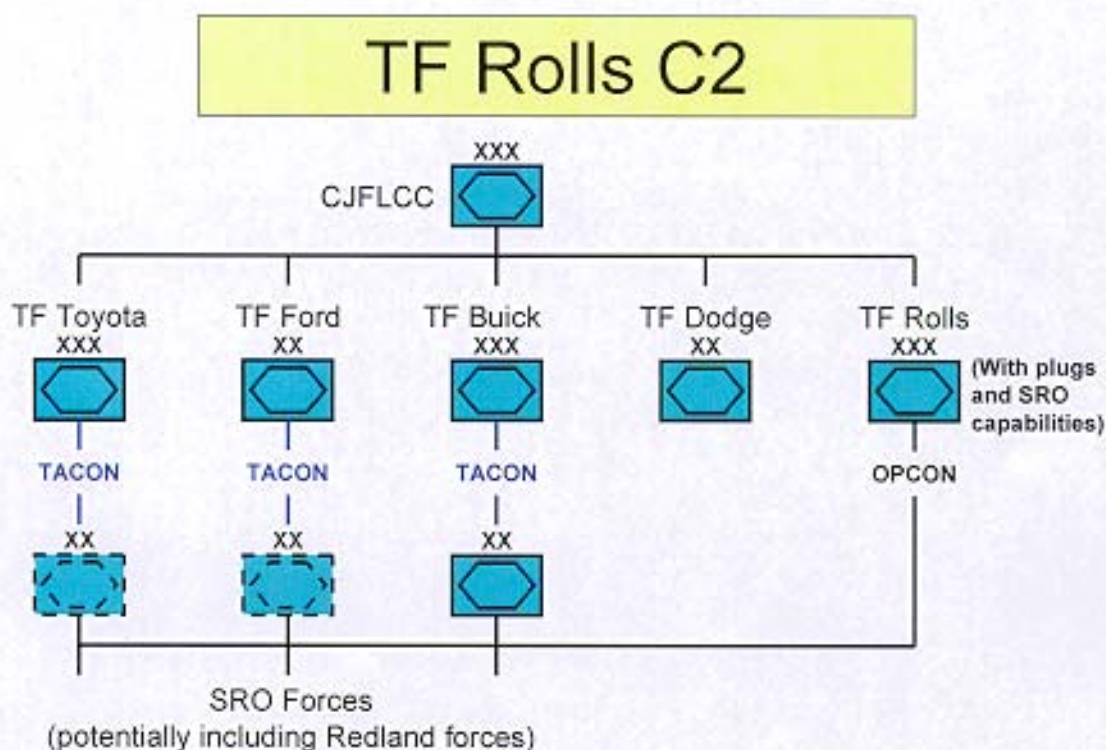 TF Rolls C2
XXX
CJFLCC
TF Toyota
XXX
TF Ford
XX
TF Buick
XXX
TF Dodge
XX
TF Rolls
XXX
(With plugs
and SRO
capabilities)
TACON
TACON
TACON
OPCON
XX
XX
XX
SRO Forces
(potentially including Redland forces)